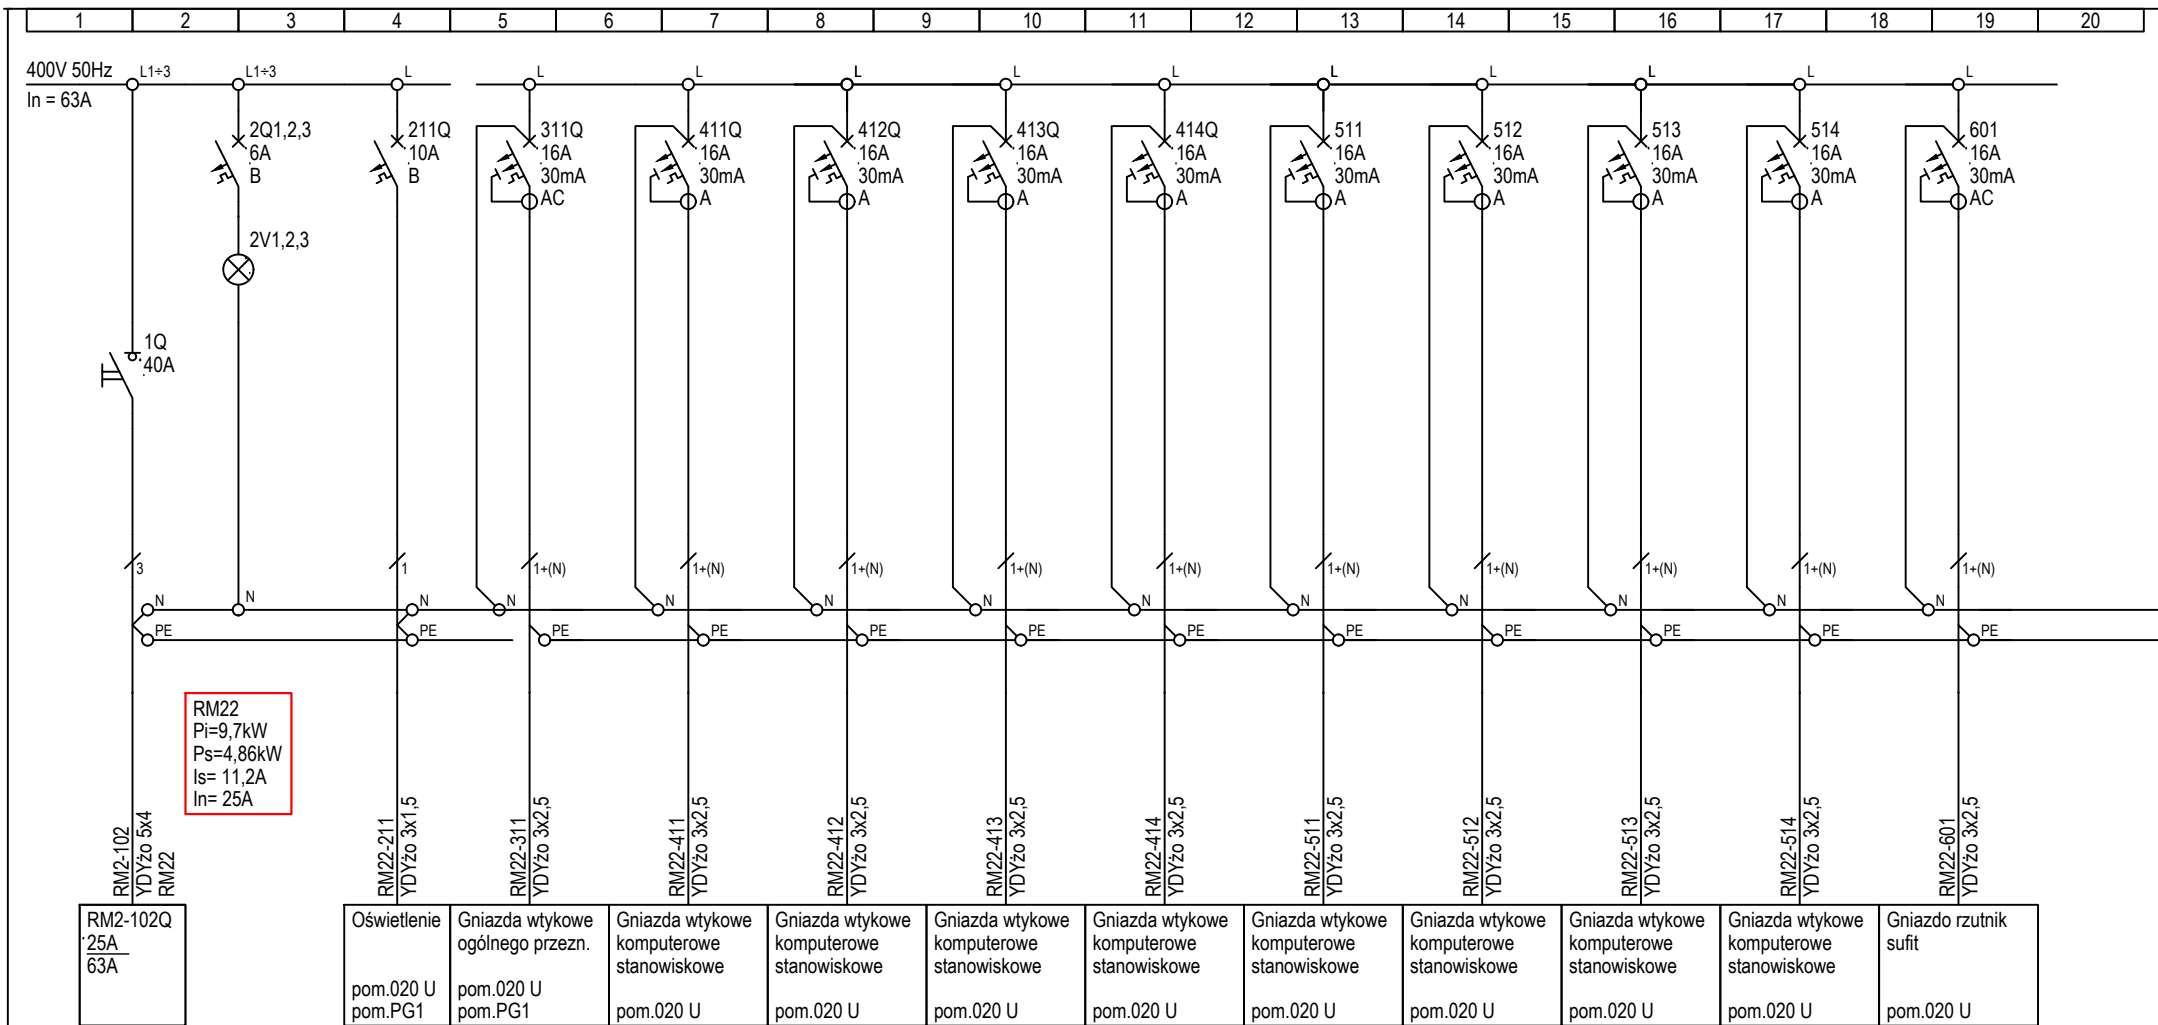 1 2 3 4 5 6 7 8 9 10 11 12 13 14 15 16 17 18 19 20
400V 50Hz
In = 63A
L1÷3 L1÷3 L L L L L L L L L L L
2Q1,2,3
6A
B
211Q
10A
B
311Q
16A
30mA
AC
411Q
16A
30mA
A
412Q
16A
30mA
A
413Q
16A
30mA
A
414Q
16A
30mA
A
511
16A
30mA
A
512
16A
30mA
A
513
16A
30mA
A
514
16A
30mA
A
601
16A
30mA
AC
2V1,2,3
1Q
40A
3 1 1+(N) 1+(N) 1+(N) 1+(N) 1+(N) 1+(N) 1+(N) 1+(N) 1+(N) 1+(N)
N N N N N N N N N N N N N
PE PE PE PE PE PE PE PE PE PE PE PE
RM22
Pi=9,7kW
Ps=4,86kW
Is= 11,2A
In= 25A
RM2-102
YDYżo 5x4
RM22
RM22-211
YDYżo 3x1,5
RM22-311
YDYżo 3x2,5
RM22-411
YDYżo 3x2,5
RM22-412
YDYżo 3x2,5
RM22-413
YDYżo 3x2,5
RM22-414
YDYżo 3x2,5
RM22-511
YDYżo 3x2,5
RM22-512
YDYżo 3x2,5
RM22-513
YDYżo 3x2,5
RM22-514
YDYżo 3x2,5
RM22-601
YDYżo 3x2,5
RM2-102Q
25A
63A
Oświetlenie
pom.020 U
pom.PG1
Gniazda wtykowe
ogólnego przezn.
pom.020 U
pom.PG1
Gniazda wtykowe
komputerowe
stanowiskowe
pom.020 U
Gniazda wtykowe
komputerowe
stanowiskowe
pom.020 U
Gniazda wtykowe
komputerowe
stanowiskowe
pom.020 U
Gniazda wtykowe
komputerowe
stanowiskowe
pom.020 U
Gniazda wtykowe
komputerowe
stanowiskowe
pom.020 U
Gniazda wtykowe
komputerowe
stanowiskowe
pom.020 U
Gniazda wtykowe
komputerowe
stanowiskowe
pom.020 U
Gniazda wtykowe
komputerowe
stanowiskowe
pom.020 U
Gniazdo rzutnik
sufit
pom.020 U